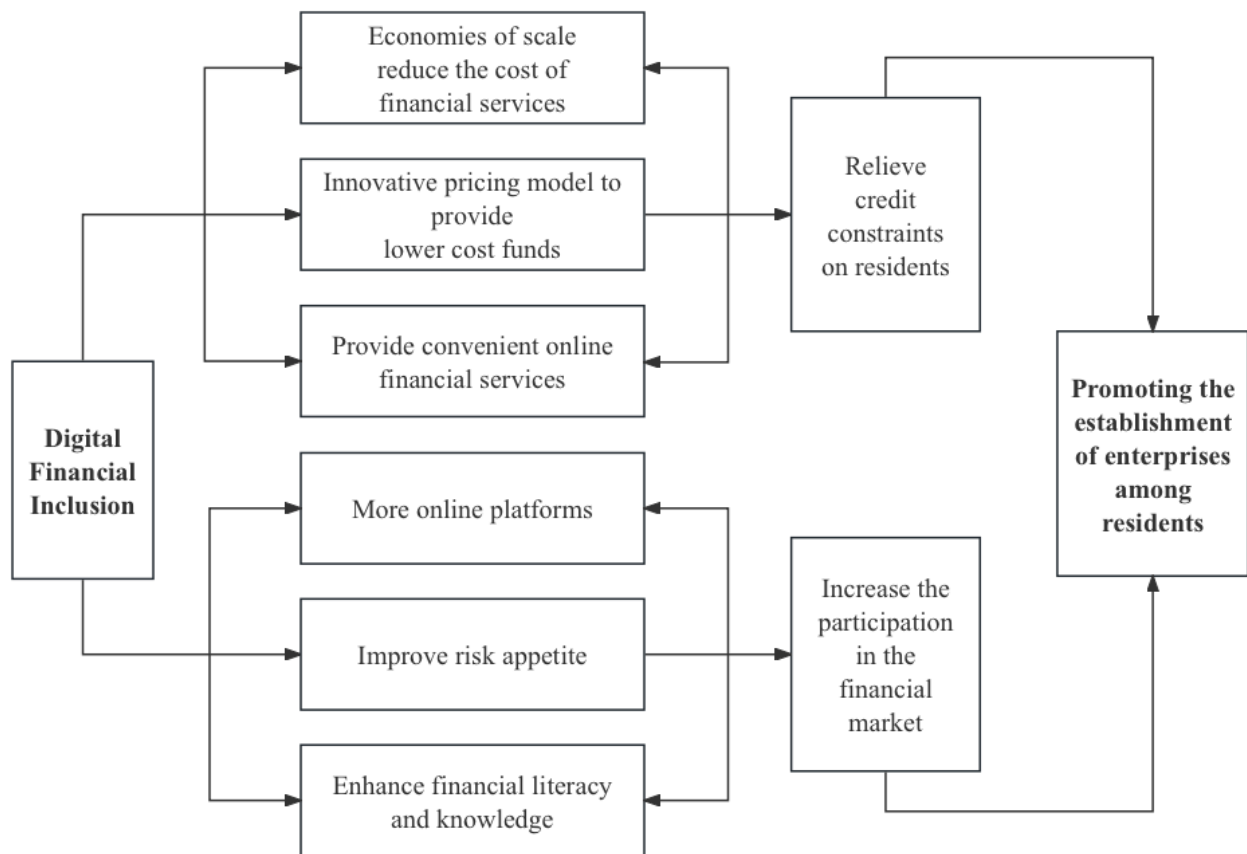 Economies of scale
reduce the cost of
financial services
Innovative pricing model to
provide
lower cost funds
Provide convenient online
financial services
Relieve
credit
constraints
on residents
Digital
Financial
Inclusion
Promoting the
establishment
of enterprises
among
residents
More online platforms
Improve risk appetite
Enhance financial literacy
and knowledge
Increase the
participation
in the
financial
market